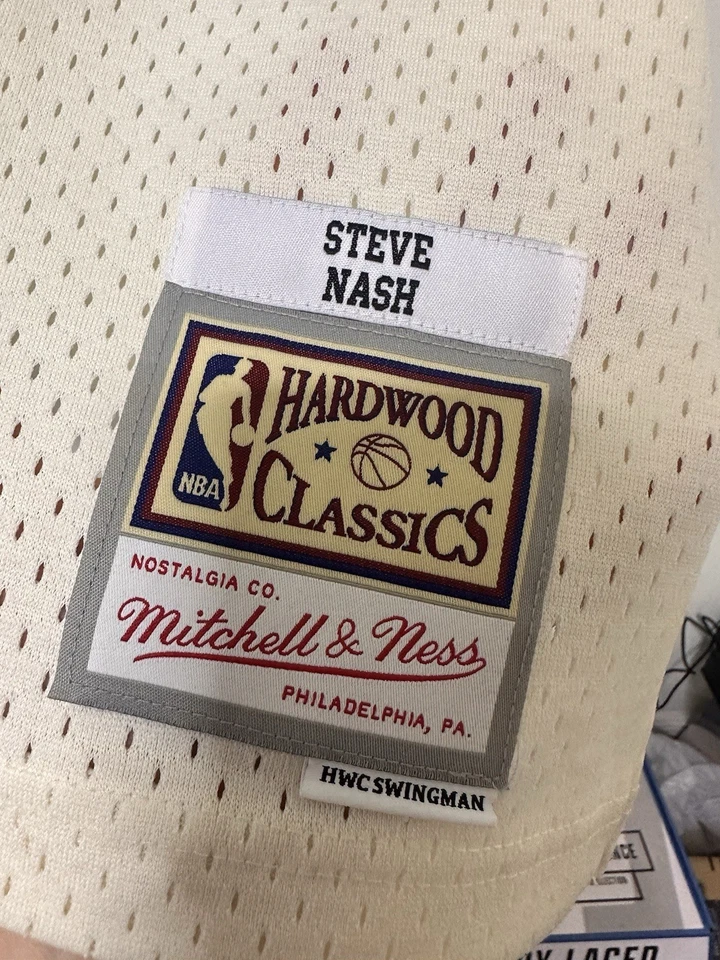 STEVE
NASH
HARDWOOD
NBA
CLASSICS
NOSTALGIA CO.
Mitchell & Ness
PHILADELPHIA, PA.
HWC SWINGMAN